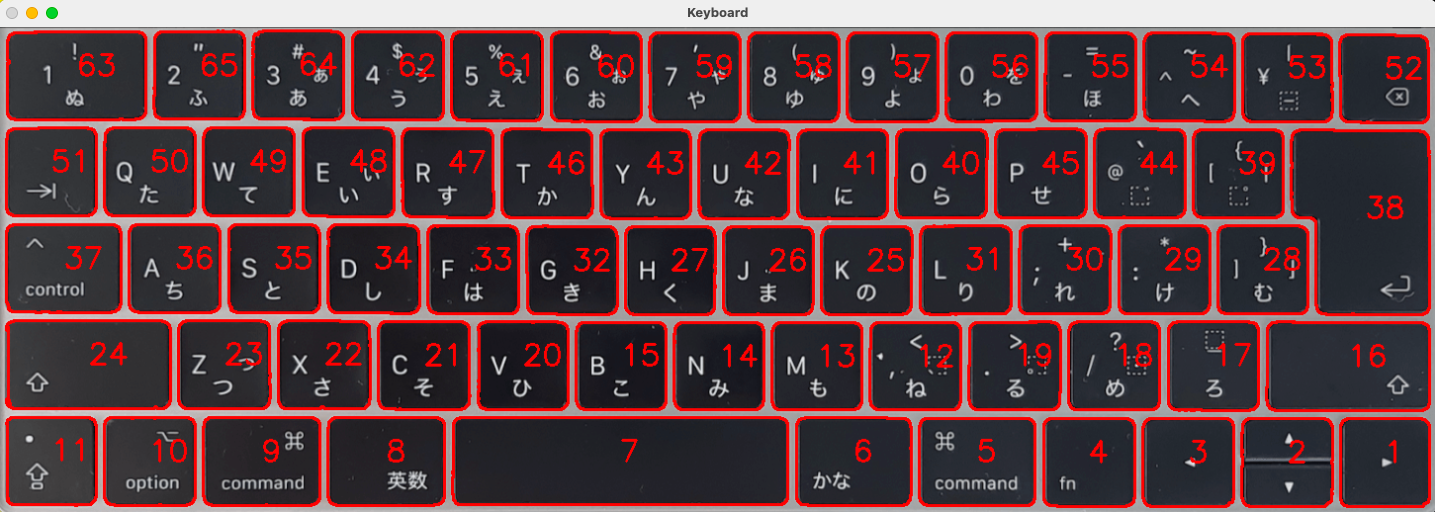 Keyboard
! " # $ % & ' ( ) = ~ |
1 63 2 65 3 ぁ 64 4 ぅ 62 5 ぇ 61 6 ぉ 60 7 ゃ 59 8 ゅ 58 9 ょ 57 0 を 56 - 55 ^ 54 ¥ 53 52
ぬ ふ あ う え お や ゆ よ わ ほ へ
51 Q 50 W 49 E ぃ 48 R 47 T 46 Y 43 U 42 I 41 O 40 P 45 @ ` 44 [ { 39 38
た て い す か ん な に ら せ
^ 37 A 36 S 35 D 34 F 33 G 32 H 27 J 26 K 25 L 31 ; + 30 : * 29 ] } 28
control ち と し は き く ま の り れ け む
24 Z っ 23 X 22 C 21 V 20 B 15 N 14 M 13 , < 12 . > 19 / ? 18 17 16
つ さ そ ひ こ み も ね る め ろ
11 ⌥ 10 9 ⌘ 8 7 6 ⌘ 5 4 3 2 1
option command 英数 かな command fn